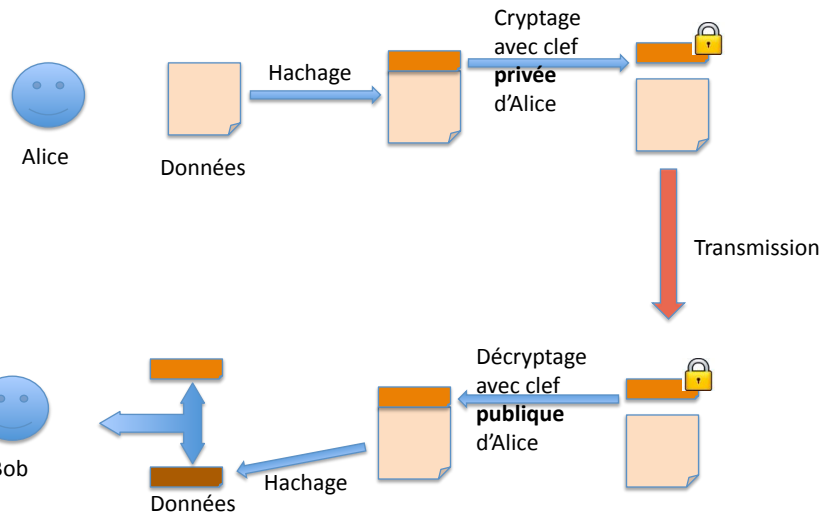 Cryptage
avec clef
privée
d'Alice
Hachage
Alice
Données
Transmission
Décryptage
avec clef
publique
d'Alice
Hachage
Données